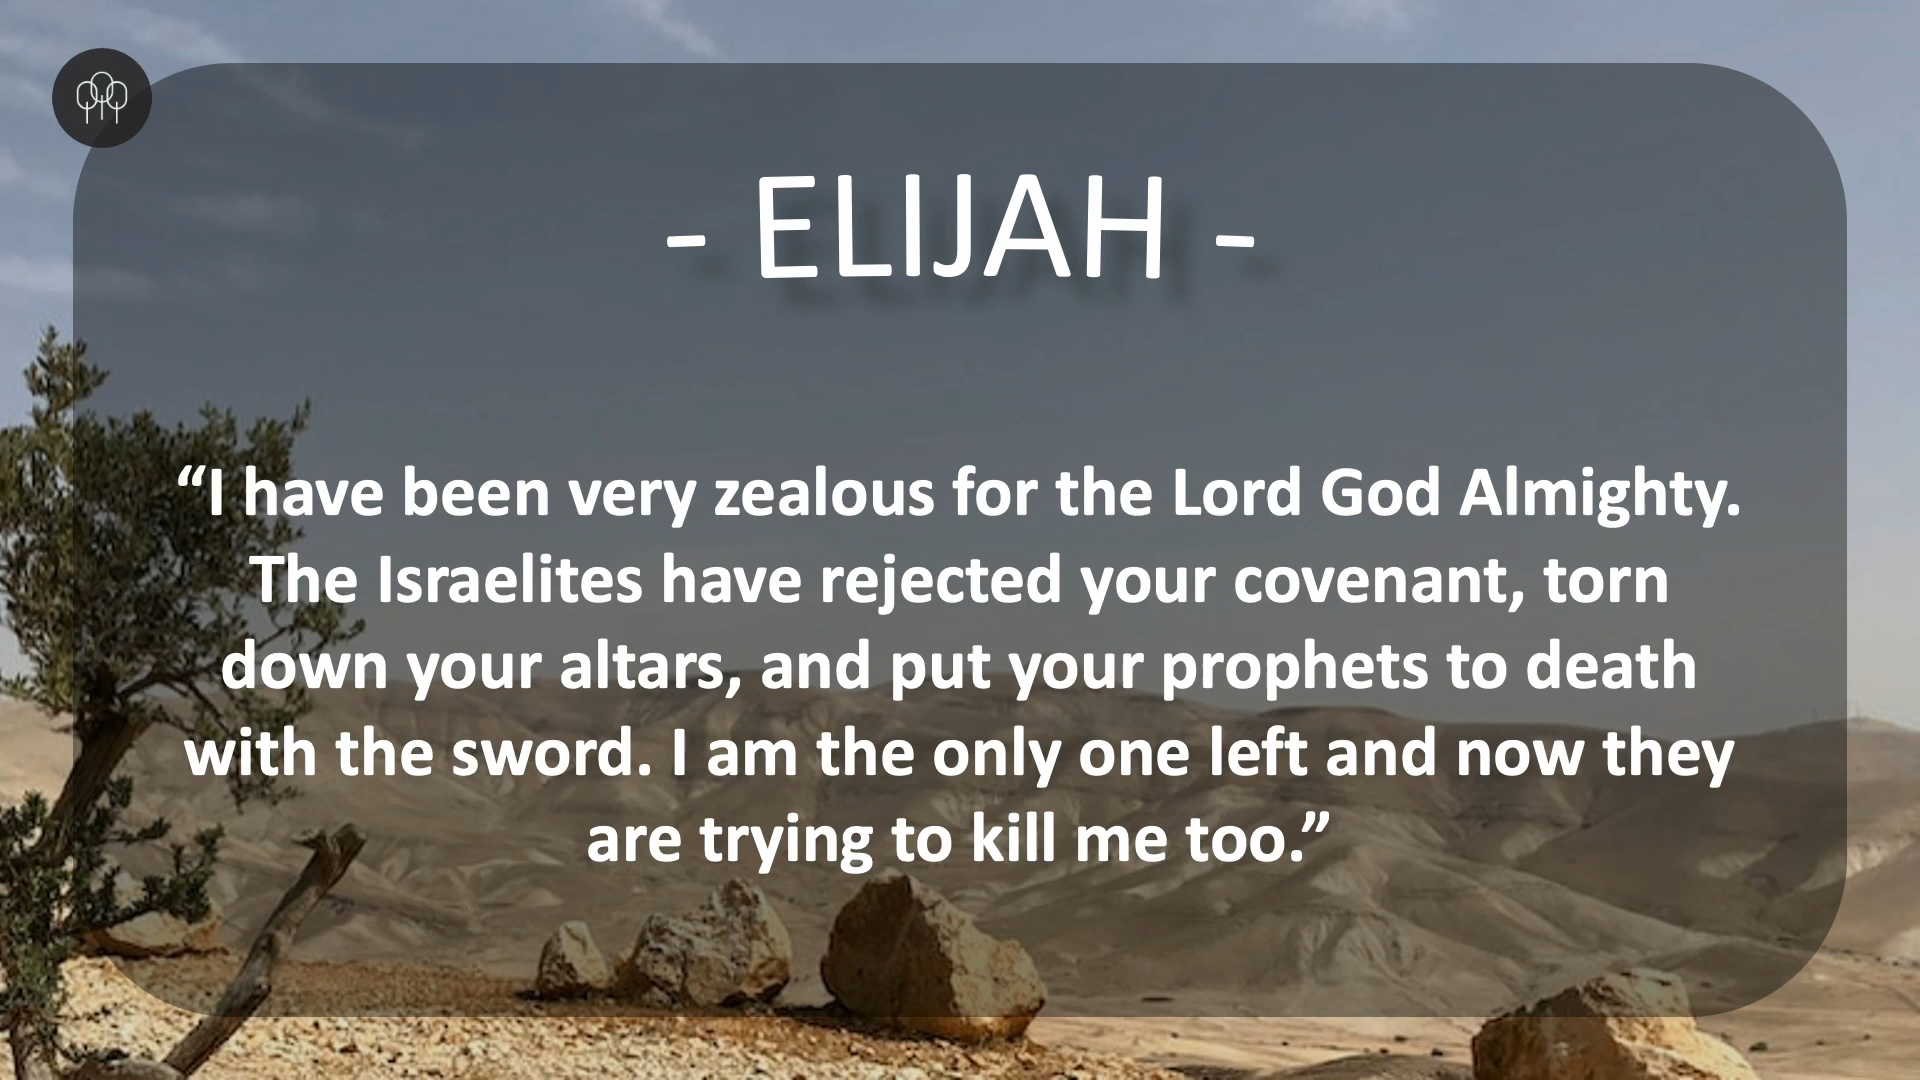 - ELIJAH -
“I have been very zealous for the Lord God Almighty.
The Israelites have rejected your covenant, torn
down your altars, and put your prophets to death
with the sword. I am the only one left and now they
are trying to kill me too.”